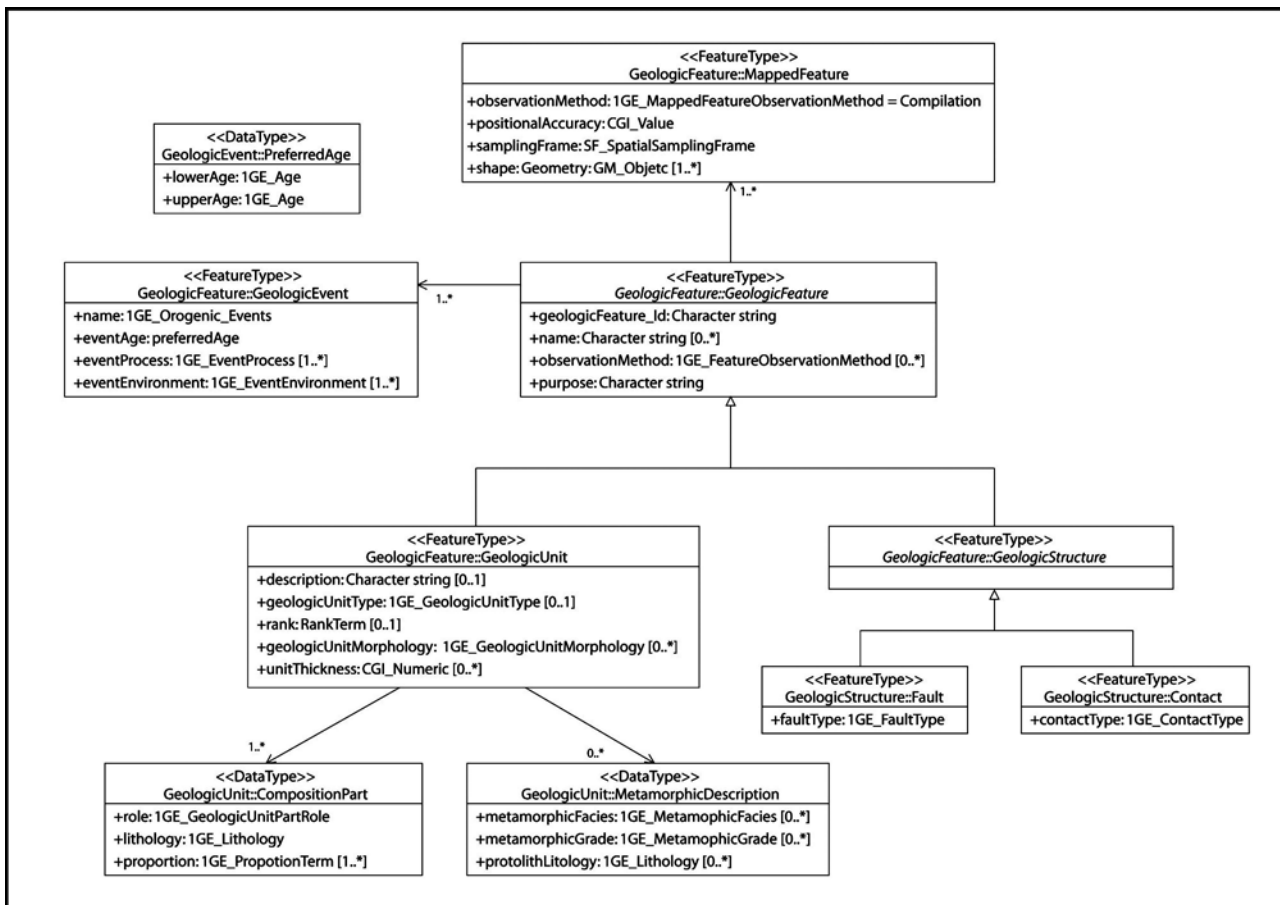 <<FeatureType>>
GeologicFeature::MappedFeature
+observationMethod: 1GE_MappedFeatureObservationMethod = Compilation
+positionalAccuracy: CGI_Value
+samplingFrame: SF_SpatialSamplingFrame
+shape: Geometry: GM_Objetc [1..*]
<<DataType>>
GeologicEvent::PreferredAge
+lowerAge: 1GE_Age
+upperAge: 1GE_Age
1..*
<<FeatureType>>
GeologicFeature::GeologicEvent
+name: 1GE_Orogenic_Events
+eventAge: preferredAge
+eventProcess: 1GE_EventProcess [1..*]
+eventEnvironment: 1GE_EventEnvironment [1..*]
1..*
<<FeatureType>>
GeologicFeature::GeologicFeature
+geologicFeature_Id: Character string
+name: Character string [0..*]
+observationMethod: 1GE_FeatureObservationMethod [0..*]
+purpose: Character string
<<FeatureType>>
GeologicFeature::GeologicUnit
+description: Character string [0..1]
+geologicUnitType: 1GE_GeologicUnitType [0..1]
+rank: RankTerm [0..1]
+geologicUnitMorphology: 1GE_GeologicUnitMorphology [0..*]
+unitThickness: CGI_Numeric [0..*]
<<FeatureType>>
GeologicFeature::GeologicStructure
<<FeatureType>>
GeologicStructure::Fault
+faultType: 1GE_FaultType
<<FeatureType>>
GeologicStructure::Contact
+contactType: 1GE_ContactType
1..*
0..*
<<DataType>>
GeologicUnit::CompositionPart
+role: 1GE_GeologicUnitPartRole
+lithology: 1GE_Lithology
+proportion: 1GE_PropotionTerm [1..*]
<<DataType>>
GeologicUnit::MetamorphicDescription
+metamorphicFacies: 1GE_MetamorphicFacies [0..*]
+metamorphicGrade: 1GE_MetamophicGrade [0..*]
+protolithLitology: 1GE_Lithology [0..*]